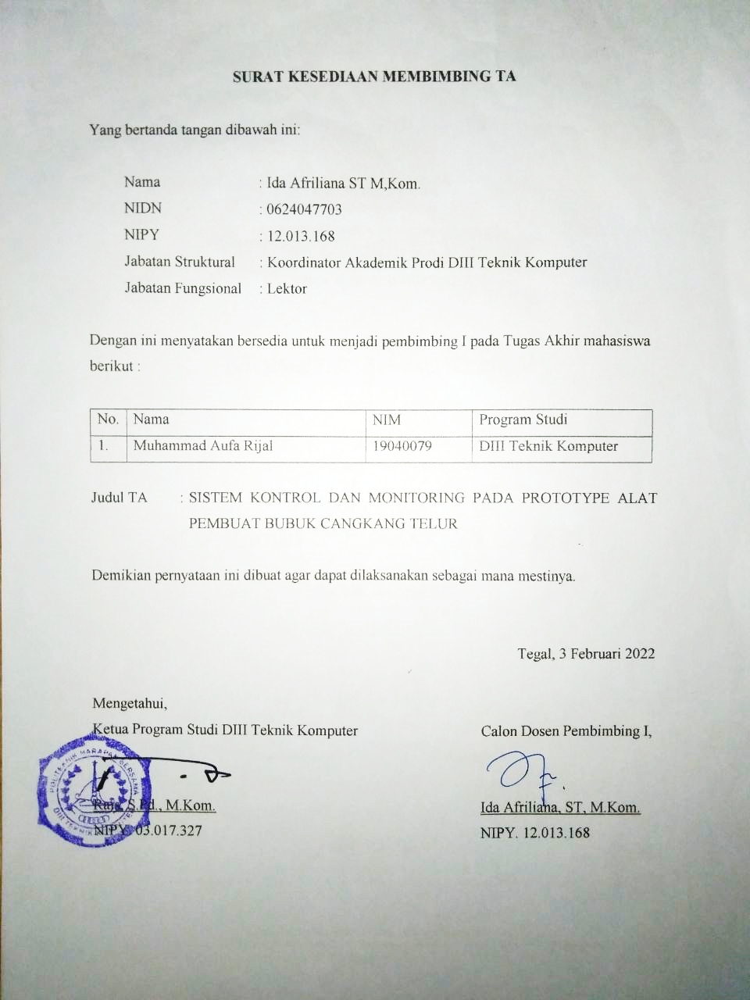 SURAT KESEDIAAN MEMBIMBING TA
Yang bertanda tangan dibawah ini:
Nama : Ida Afriliana ST M,Kom.
NIDN : 0624047703
NIPY : 12.013.168
Jabatan Struktural : Koordinator Akademik Prodi DIII Teknik Komputer
Jabatan Fungsional : Lektor
Dengan ini menyatakan bersedia untuk menjadi pembimbing I pada Tugas Akhir mahasiswa
berikut :
No. Nama NIM Program Studi
1. Muhammad Aufa Rijal 19040079 DIII Teknik Komputer
Judul TA : SISTEM KONTROL DAN MONITORING PADA PROTOTYPE ALAT
PEMBUAT BUBUK CANGKANG TELUR
Demikian pernyataan ini dibuat agar dapat dilaksanakan sebagai mana mestinya.
Tegal, 3 Februari 2022
Mengetahui,
Ketua Program Studi DIII Teknik Komputer
Calon Dosen Pembimbing I,
POLITEKNIK HARAPAN BERSAMA
DIII TEKNIK
Rais, S.Pd., M.Kom.
Ida Afriliana, ST, M.Kom.
NIPY. 03.017.327
NIPY. 12.013.168